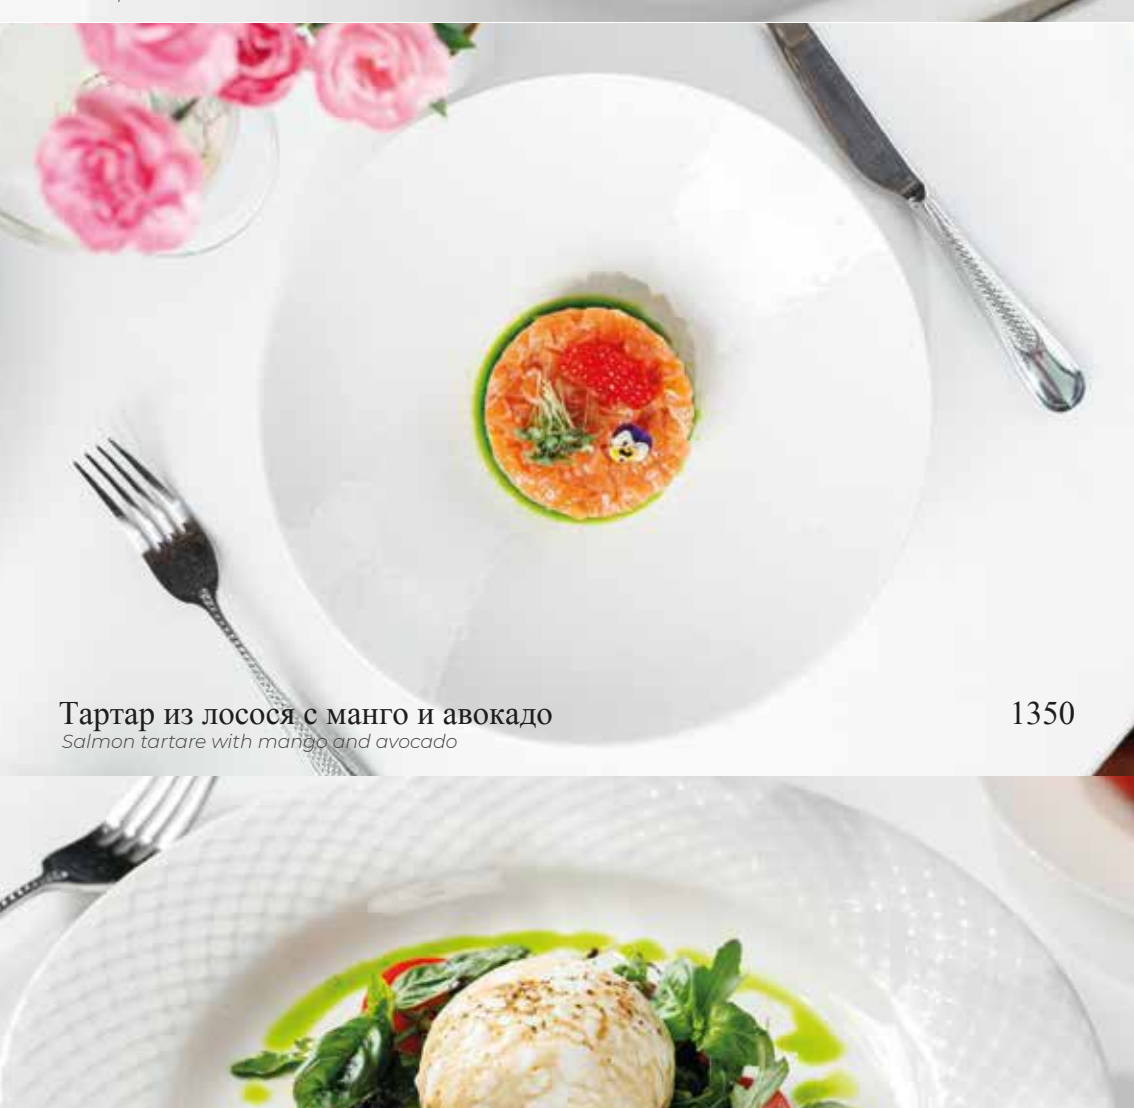 Тартар из лосося с манго и авокадо 1350
Salmon tartare with mango and avocado